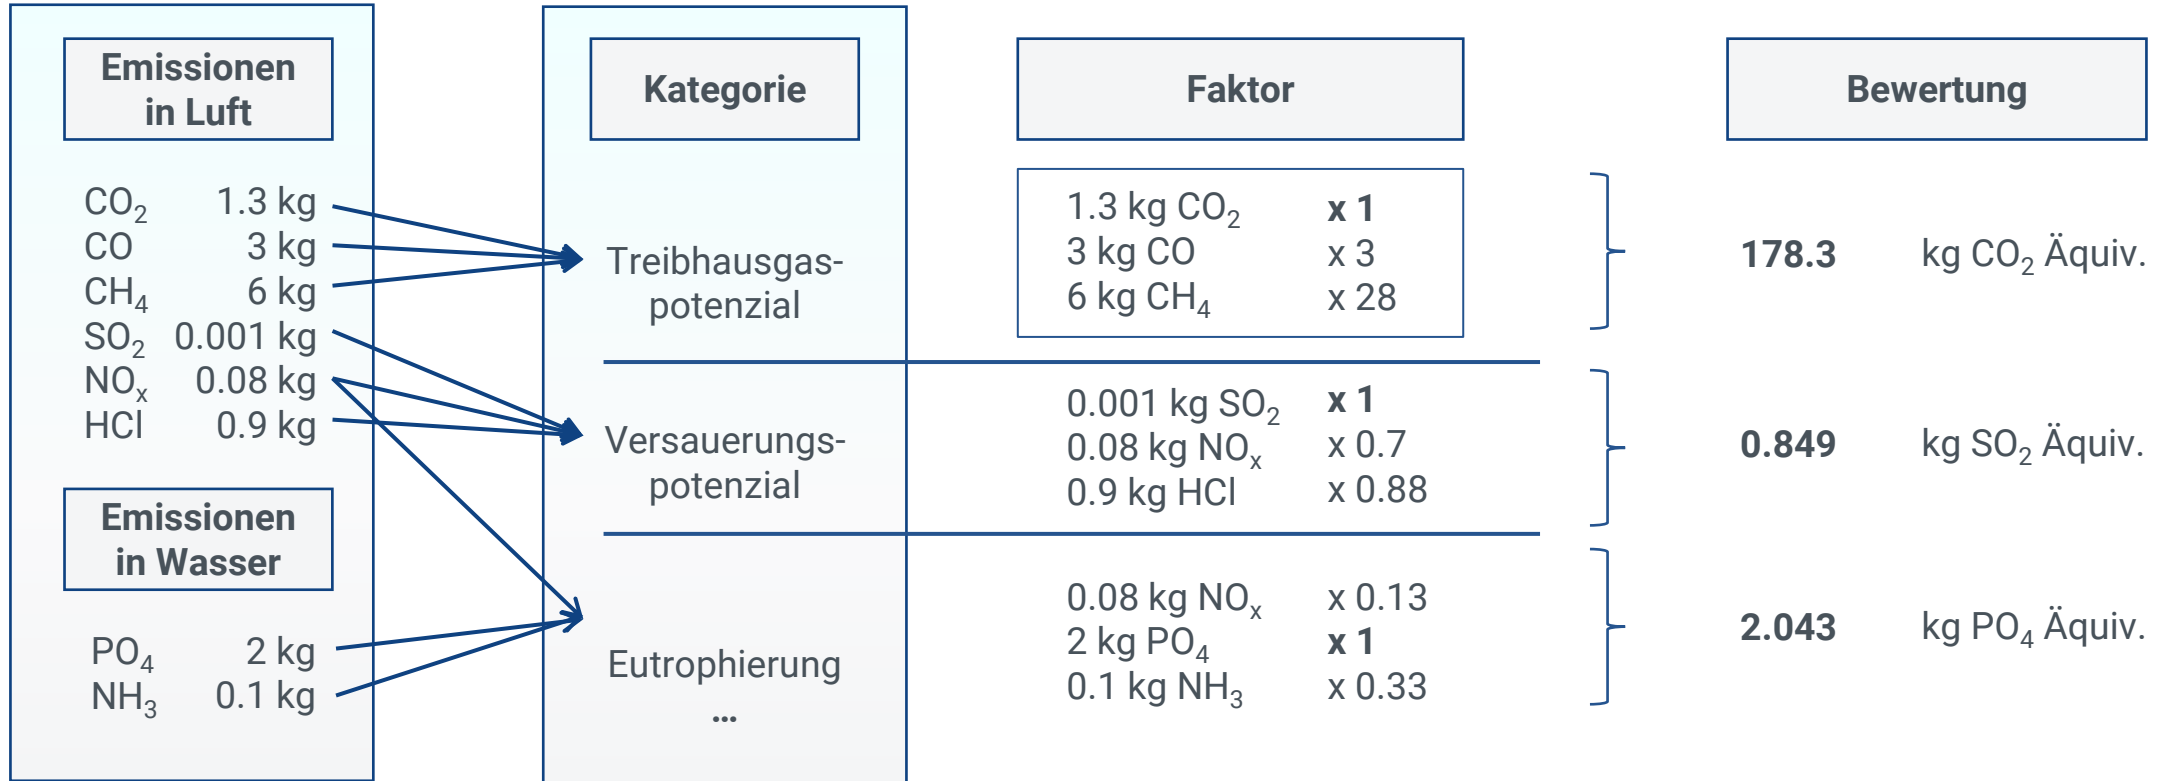 Emissionen
in Luft
Kategorie
Faktor
Bewertung
CO₂ 1.3 kg
CO 3 kg
CH₄ 6 kg
SO₂ 0.001 kg
NOₓ 0.08 kg
HCl 0.9 kg
Emissionen
in Wasser
PO₄ 2 kg
NH₃ 0.1 kg
Treibhausgas-
potenzial
1.3 kg CO₂ x 1
3 kg CO x 3
6 kg CH₄ x 28
178.3 kg CO₂ Äquiv.
Versauerungs-
potenzial
0.001 kg SO₂ x 1
0.08 kg NOₓ x 0.7
0.9 kg HCl x 0.88
0.849 kg SO₂ Äquiv.
Eutrophierung
...
0.08 kg NOₓ x 0.13
2 kg PO₄ x 1
0.1 kg NH₃ x 0.33
2.043 kg PO₄ Äquiv.